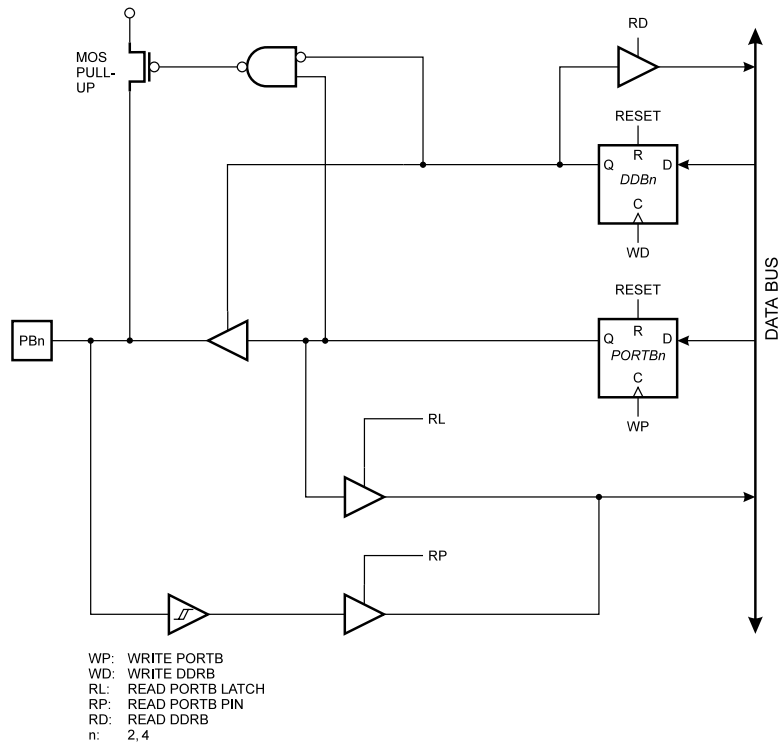 RD
MOS
PULL-
UP
RESET
R
Q
D
DDBn
C
WD
RESET
R
PBn
Q
D
PORTBn
C
WP
DATA BUS
RL
RP
WP: WRITE PORTB
WD: WRITE DDRB
RL: READ PORTB LATCH
RP: READ PORTB PIN
RD: READ DDRB
n: 2, 4